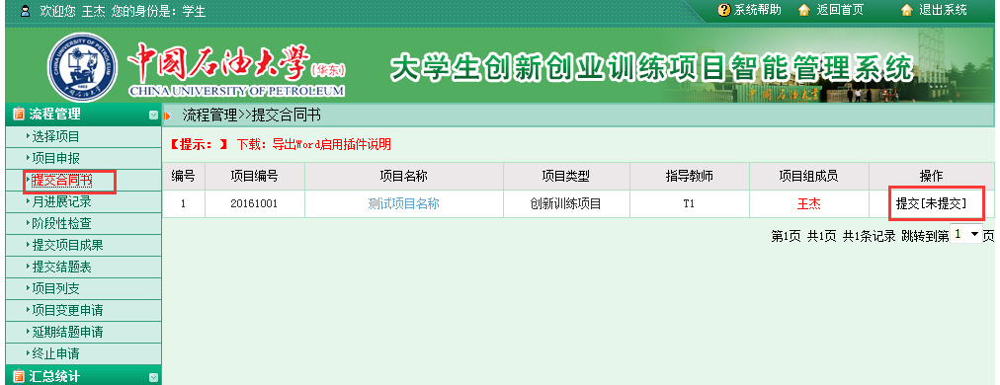 欢迎您 王杰 您的身份是：学生
系统帮助 返回首页 退出系统
中国石油大学(华东)
CHINA UNIVERSITY OF PETROLEUM
大学生创新创业训练项目智能管理系统
流程管理
选择项目
项目申报
提交合同书
月进展记录
阶段性检查
提交项目成果
提交结题表
项目列支
项目变更申请
延期结题申请
终止申请
汇总统计
流程管理>>提交合同书
【提示：】 下载：导出Word启用插件说明
编号 项目编号 项目名称 项目类型 指导教师 项目组成员 操作
1 20161001 测试项目名称 创新训练项目 T1 王杰 提交[未提交]
第1页 共1页 共1条记录 跳转到第 1 页